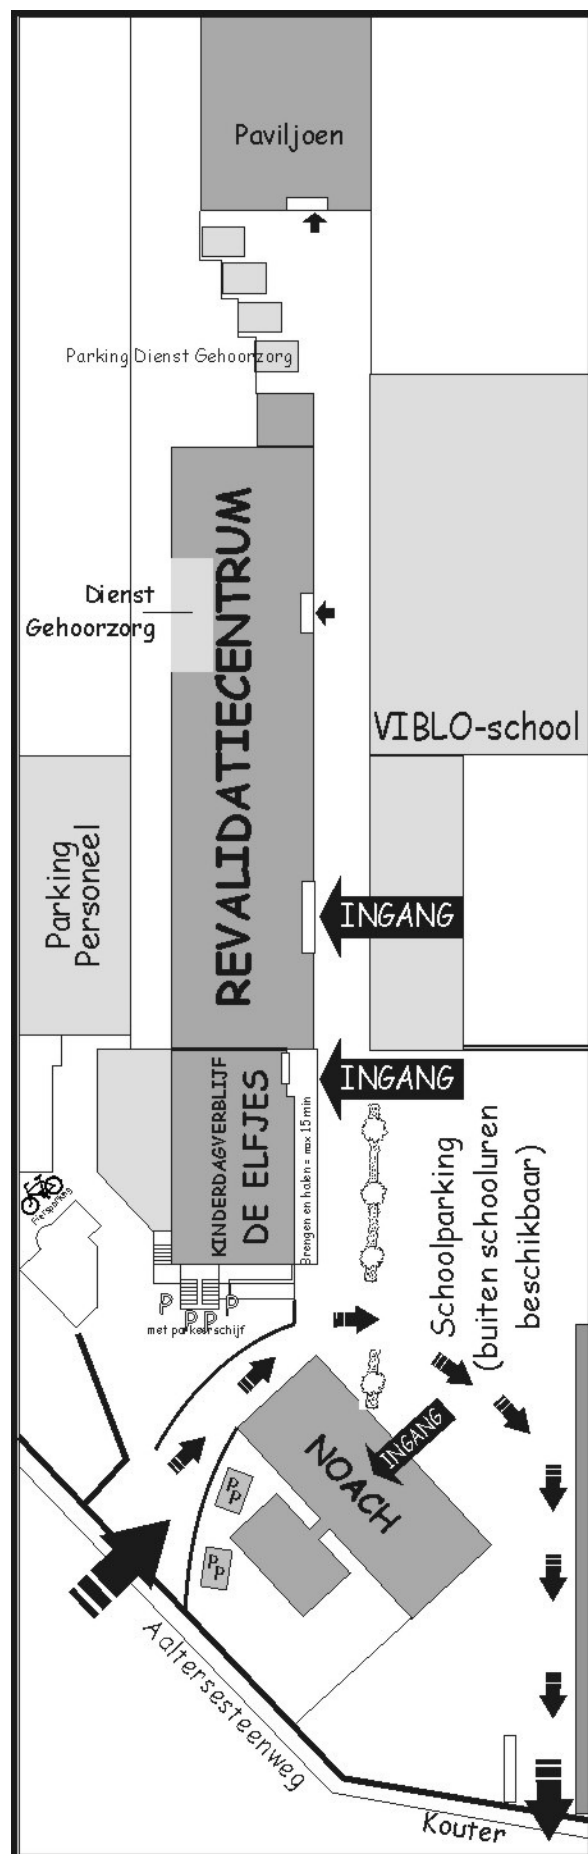 Paviljoen
Parking Dienst Gehoorzorg
REVALIDATIECENTRUM
Dienst
Gehoorzorg
VIBLO-school
Parking
Personeel
INGANG
INGANG
KINDERDAGVERBLIJF
DE ELFJES
Brengen en halen = max 15 min
Schoolparking
(buiten schooluren
beschikbaar)
Fietsparking
P P P P
met parkeerschijf
INGANG
NOACH
P P
P P
Aaltersesteenweg
Kouter